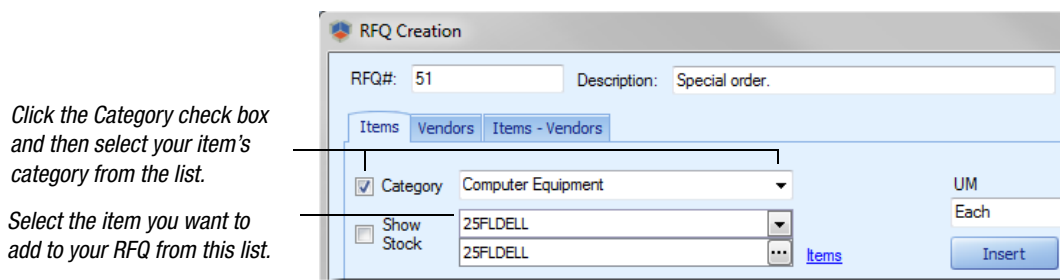 RFQ Creation
RFQ#: 51 Description: Special order.
Click the Category check box
and then select your item's
category from the list.
Items Vendors Items - Vendors
Category Computer Equipment UM
Select the item you want to
add to your RFQ from this list.
Show
Stock
25FLDELL Each
25FLDELL ... Items Insert